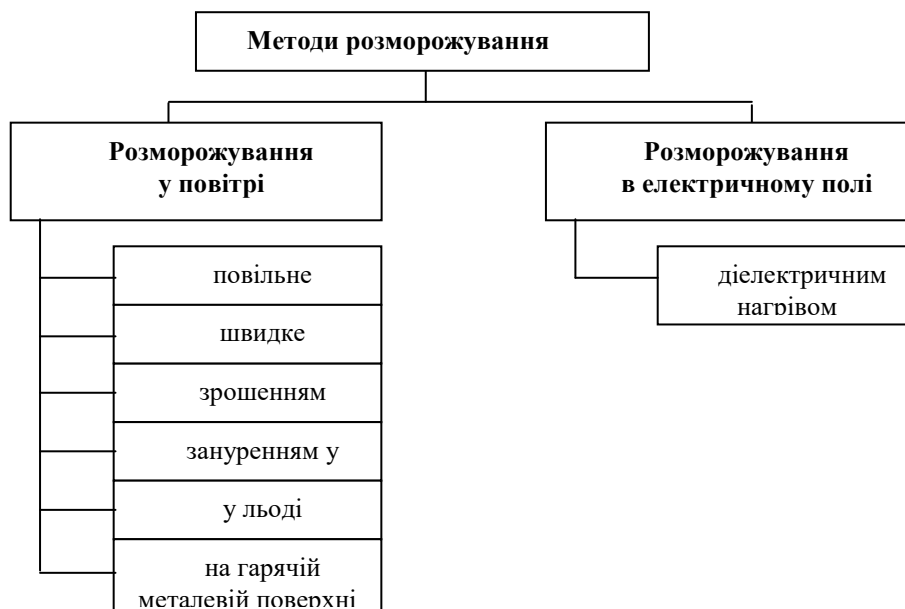 Методи розморожування
Розморожування
у повітрі
повільне
швидке
зрошенням
зануренням у
у льоді
на гарячій
металевій поверхні
Розморожування
в електричному полі
діелектричним
нагрівом